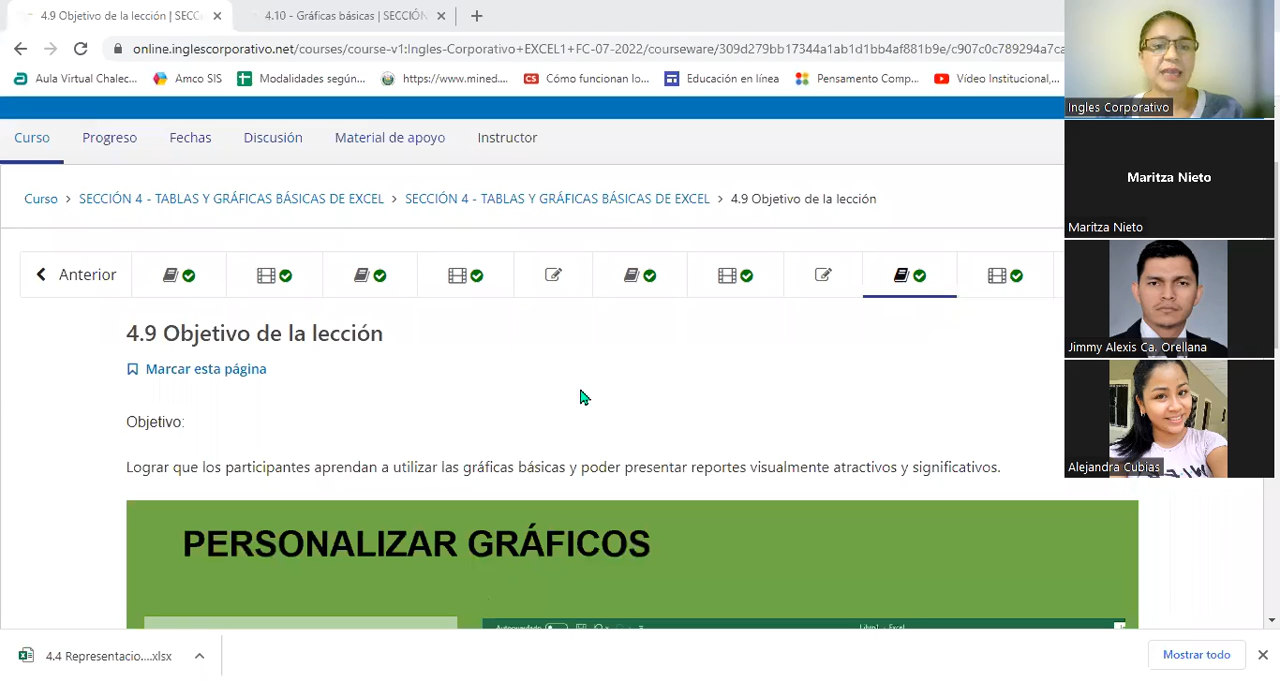 4.9 Objetivo de la lección | SECC
4.10 - Gráficas básicas | SECCIÓN
online.inglescorporativo.net/courses/course-v1:Ingles-Corporativo+EXCEL1+FC-07-2022/courseware/309d279bb17344a1ab1d1bb4af881b9e/c907c0c789294a7ca
Aula Virtual Chalec...
Amco SIS
Modalidades según...
https://www.mined....
CS
Cómo funcionan lo...
Educación en línea
Pensamento Comp...
Vídeo Institucional,...
Curso
Progreso
Fechas
Discusión
Material de apoyo
Instructor
Curso > SECCIÓN 4 - TABLAS Y GRÁFICAS BÁSICAS DE EXCEL > SECCIÓN 4 - TABLAS Y GRÁFICAS BÁSICAS DE EXCEL > 4.9 Objetivo de la lección
Anterior
4.9 Objetivo de la lección
Marcar esta página
Objetivo:
Lograr que los participantes aprendan a utilizar las gráficas básicas y poder presentar reportes visualmente atractivos y significativos.
PERSONALIZAR GRÁFICOS
4.4 Representacio....xlsx
Mostrar todo
Ingles Corporativo
Maritza Nieto
Maritza Nieto
Jimmy Alexis Ca. Orellana
Alejandra Cubias